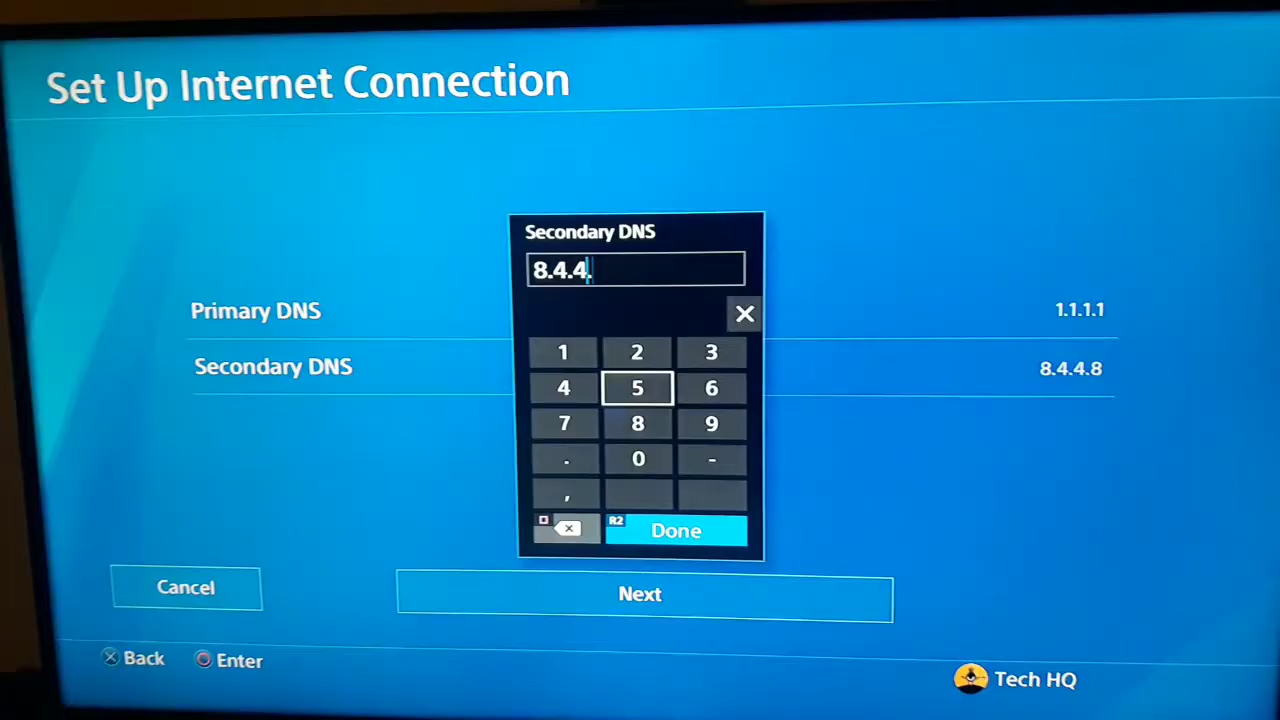 Set Up Internet Connection
Secondary DNS
8.4.4.
Primary DNS 1.1.1.1
Secondary DNS 8.4.4.8
1 2 3
4 5 6
7 8 9
. 0 -
,
R2 Done
Cancel
Next
Back Enter
Tech HQ